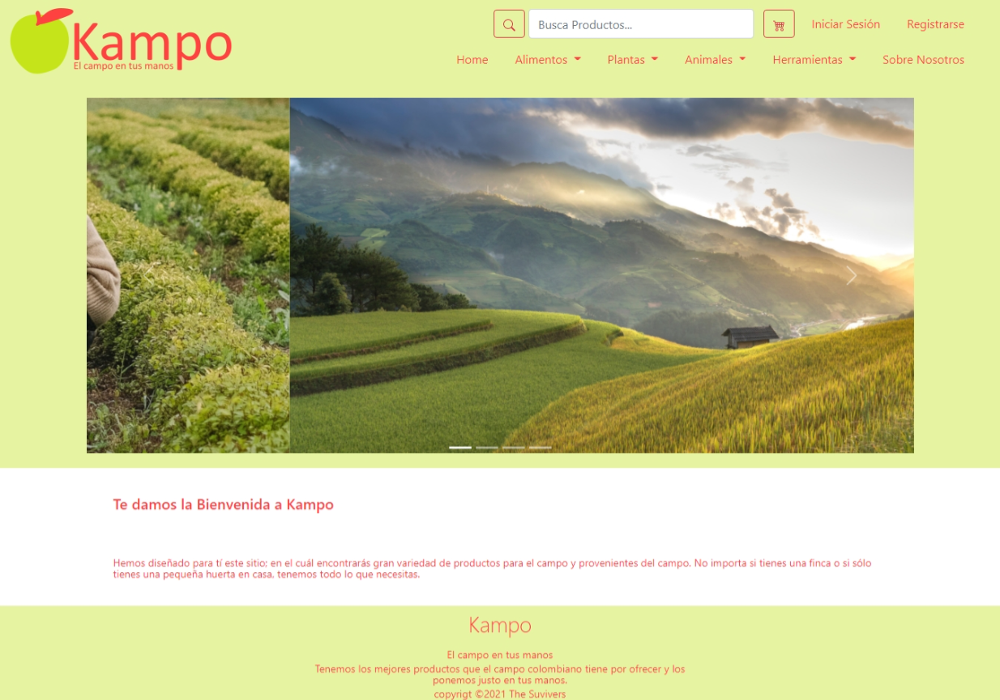 Kampo
El campo en tus manos
Busca Productos...
Iniciar Sesión
Registrarse
Home
Alimentos
Plantas
Animales
Herramientas
Sobre Nosotros
Te damos la Bienvenida a Kampo
Hemos diseñado para tí este sitio; en el cuál encontrarás gran variedad de productos para el campo y provenientes del campo. No importa si tienes una finca o si sólo
tienes una pequeña huerta en casa, tenemos todo lo que necesitas.
Kampo
El campo en tus manos
Tenemos los mejores productos que el campo colombiano tiene por ofrecer y los
ponemos justo en tus manos.
copyrigt ©2021 The Suvivers